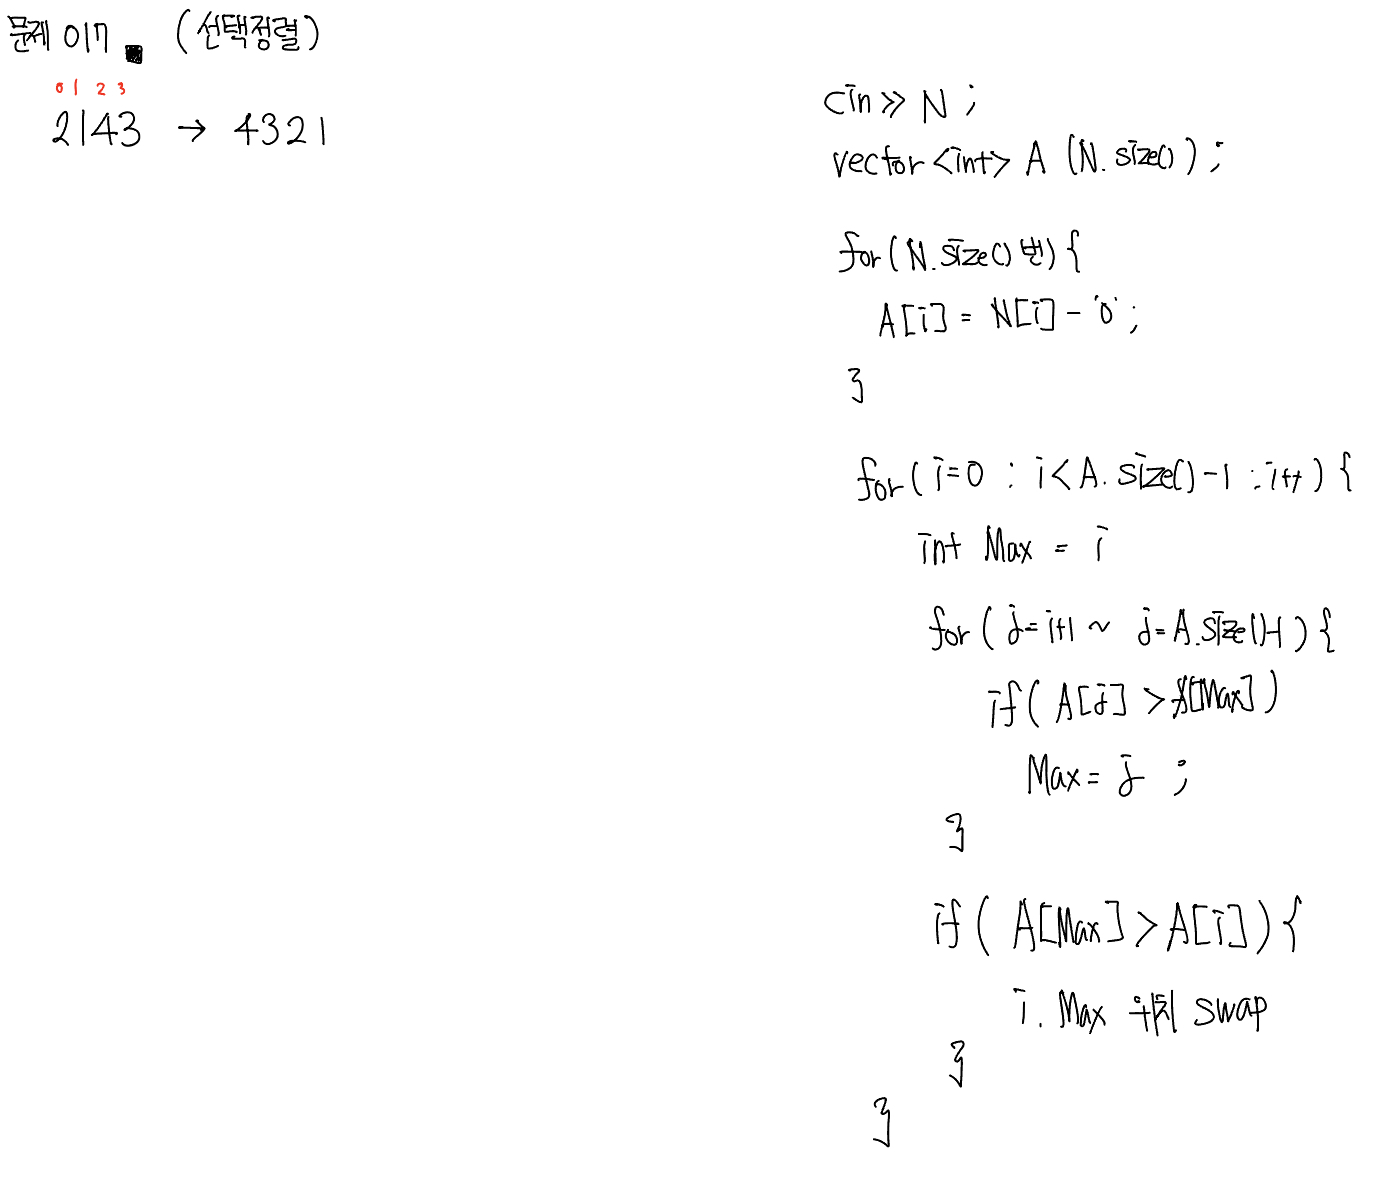 문제 017. (선택정렬)
0 1 2 3
2143 → 4321
cin >> N ;
vector <int> A (N.size()) ;
for ( N.size() 번) {
A[i] = N[i] - '0' ;
}
for ( i=0 : i < A.size() -1 : i++ ) {
int Max = i
for ( j=i+1 ~ j=A.size()-1 ) {
if ( A[j] > A[Max] )
Max = j ;
}
if ( A[Max] > A[i] ) {
i. Max 위치 swap
}
}